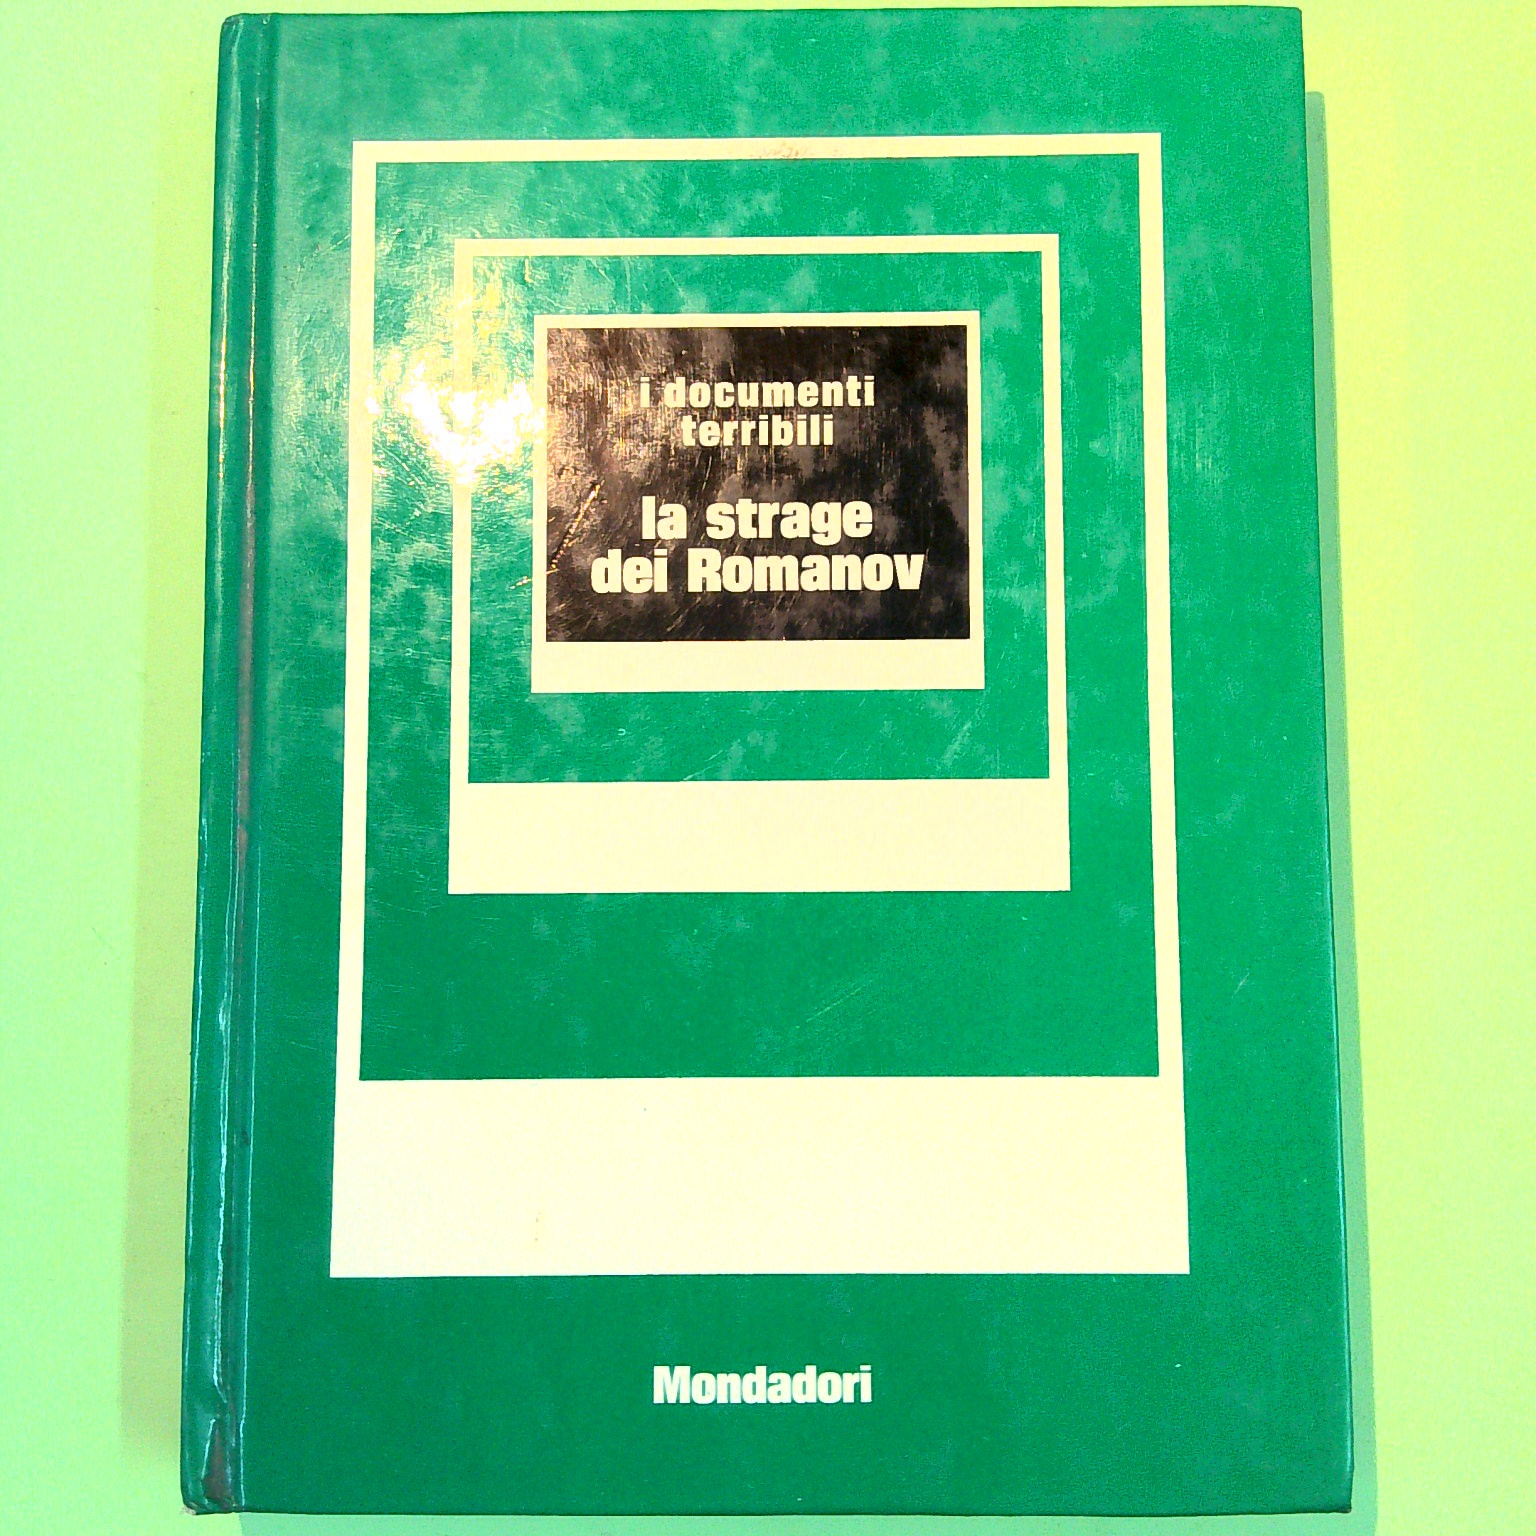 i documenti
terribili
la strage
dei Romanov
Mondadori